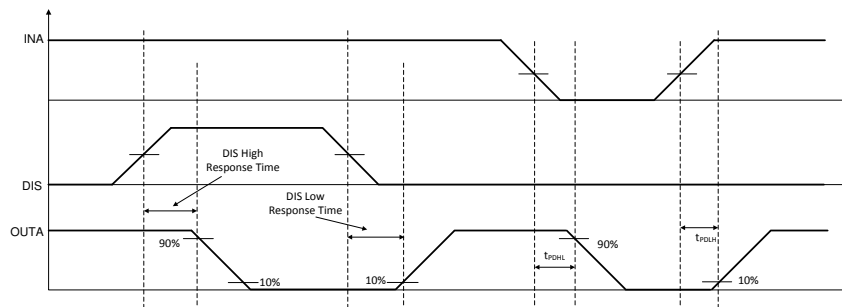 INA
DIS High
Response Time
DIS
DIS Low
Response Time
OUTA
90%
10%
10%
tPDHL
90%
tPDLH
10%